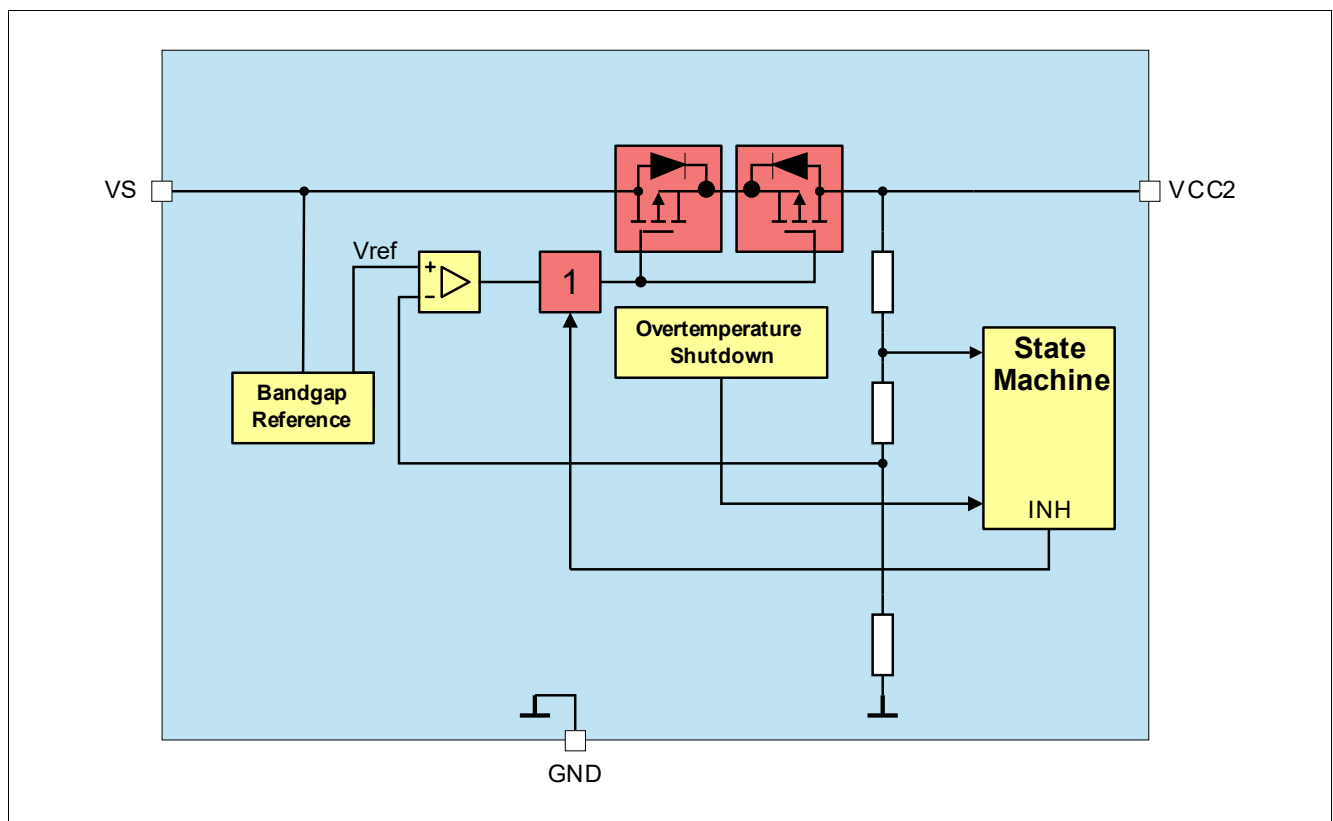 VS
VCC2
Vref
+
-
1
Overtemperature
Shutdown
State
Machine
Bandgap
Reference
INH
GND